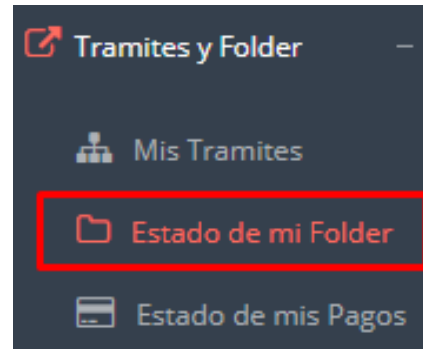 Tramites y Folder
Mis Tramites
Estado de mi Folder
Estado de mis Pagos